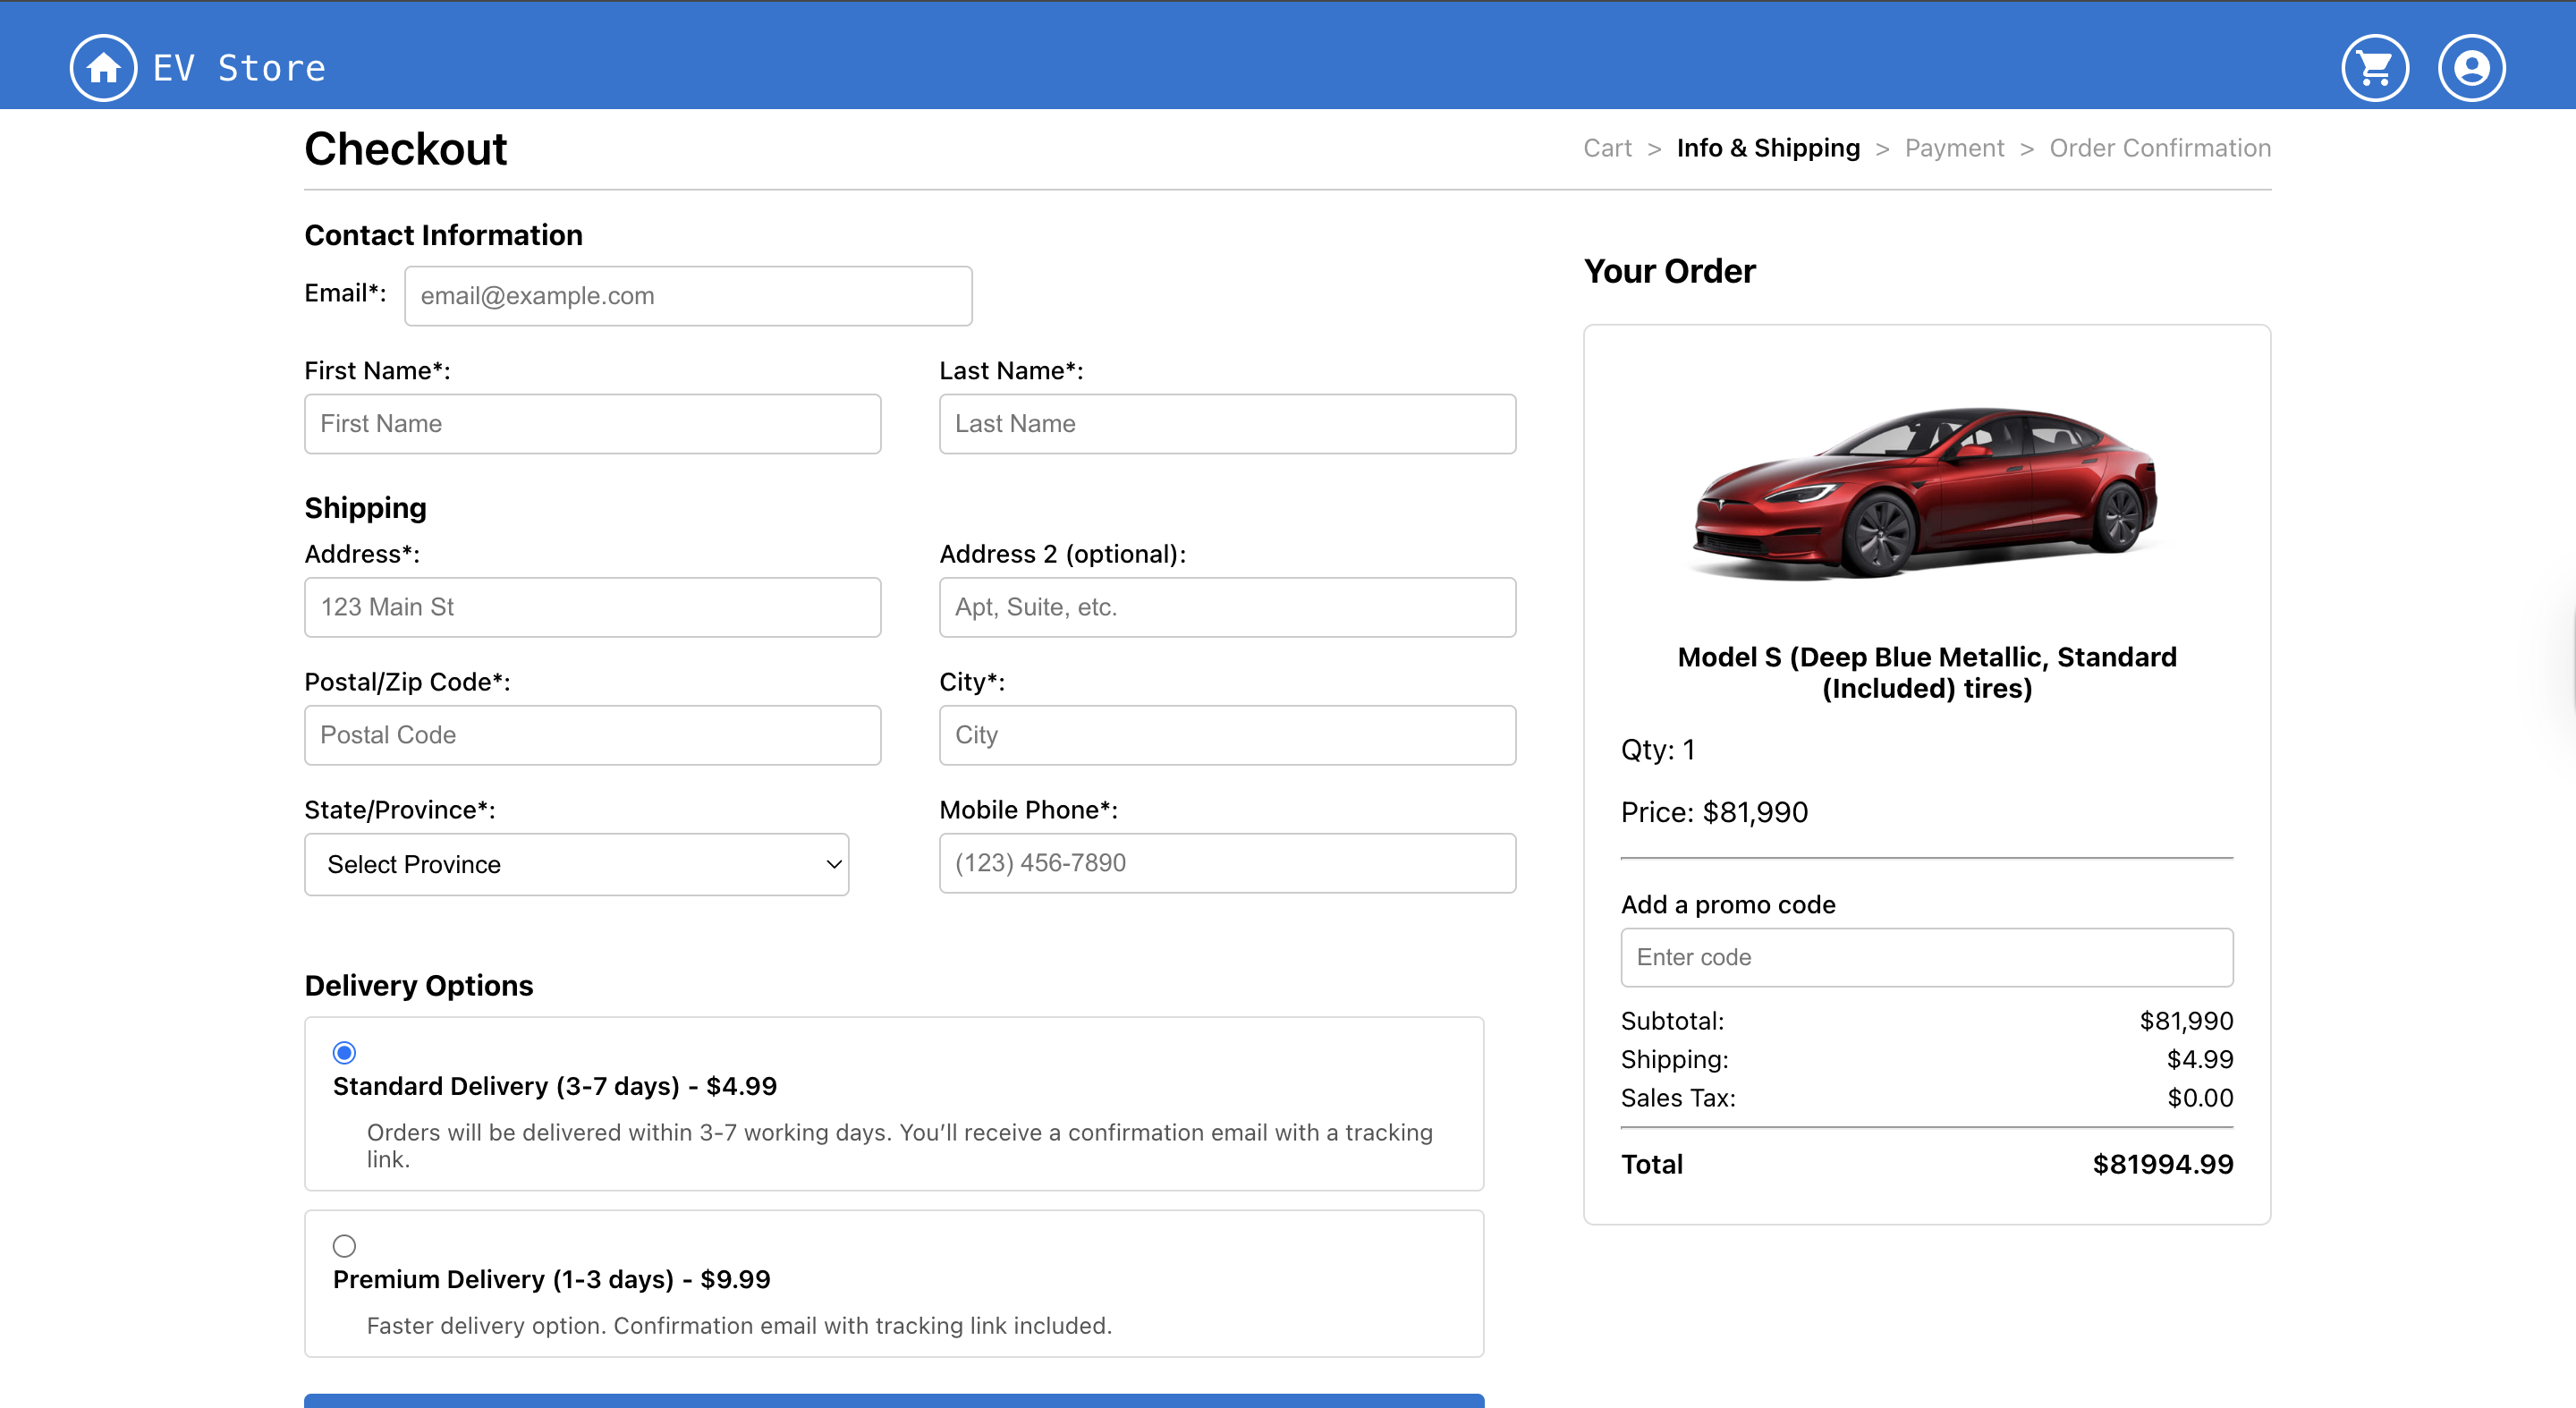 EV Store
Checkout
Cart > Info & Shipping > Payment > Order Confirmation
Contact Information
Email*:
email@example.com
First Name*:
Last Name*:
First Name
Last Name
Shipping
Address*:
Address 2 (optional):
123 Main St
Apt, Suite, etc.
Postal/Zip Code*:
City*:
Postal Code
City
State/Province*:
Mobile Phone*:
Select Province
(123) 456-7890
Delivery Options
Standard Delivery (3-7 days) - $4.99
Orders will be delivered within 3-7 working days. You’ll receive a confirmation email with a tracking
link.
Premium Delivery (1-3 days) - $9.99
Faster delivery option. Confirmation email with tracking link included.
Your Order
Model S (Deep Blue Metallic, Standard
(Included) tires)
Qty: 1
Price: $81,990
Add a promo code
Enter code
Subtotal: $81,990
Shipping: $4.99
Sales Tax: $0.00
Total $81994.99